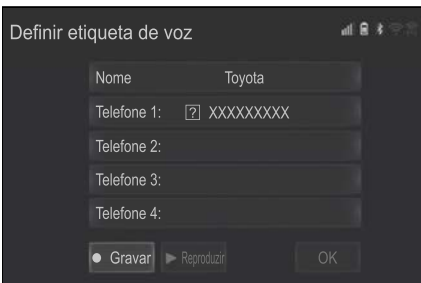 Definir etiqueta de voz
Nome Toyota
Telefone 1: ? XXXXXXXXX
Telefone 2:
Telefone 3:
Telefone 4:
Gravar Reproduzir OK